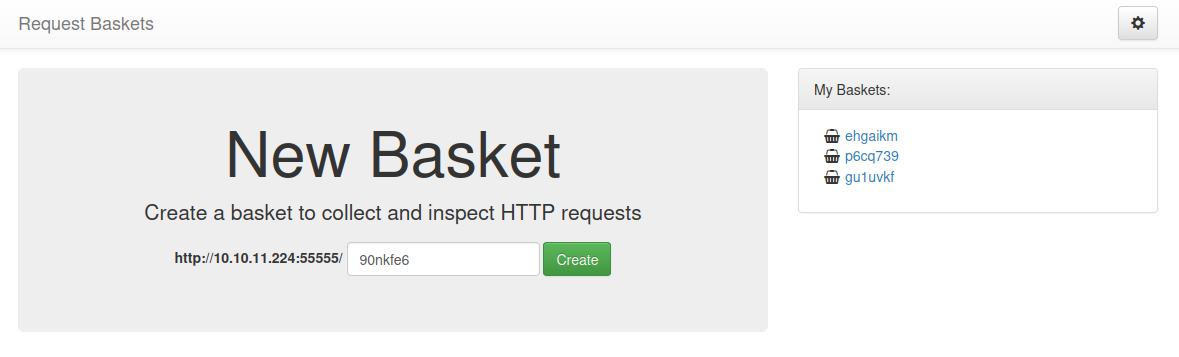 Request Baskets
New Basket
Create a basket to collect and inspect HTTP requests
http://10.10.11.224:55555/ 90nkfe6 Create
My Baskets:
ehgaikm
p6cq739
gu1uvkf